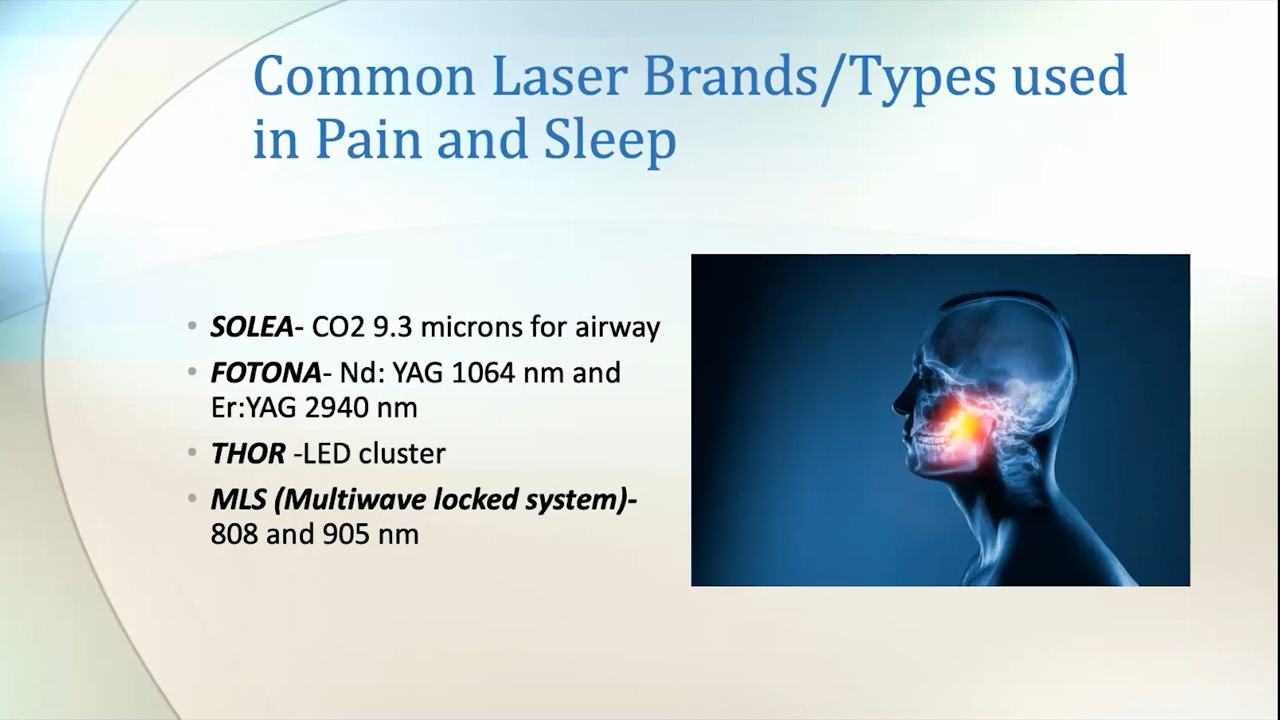 Common Laser Brands/Types used
in Pain and Sleep
• SOLEA- CO2 9.3 microns for airway
• FOTONA- Nd: YAG 1064 nm and
Er:YAG 2940 nm
• THOR -LED cluster
• MLS (Multiwave locked system)-
808 and 905 nm